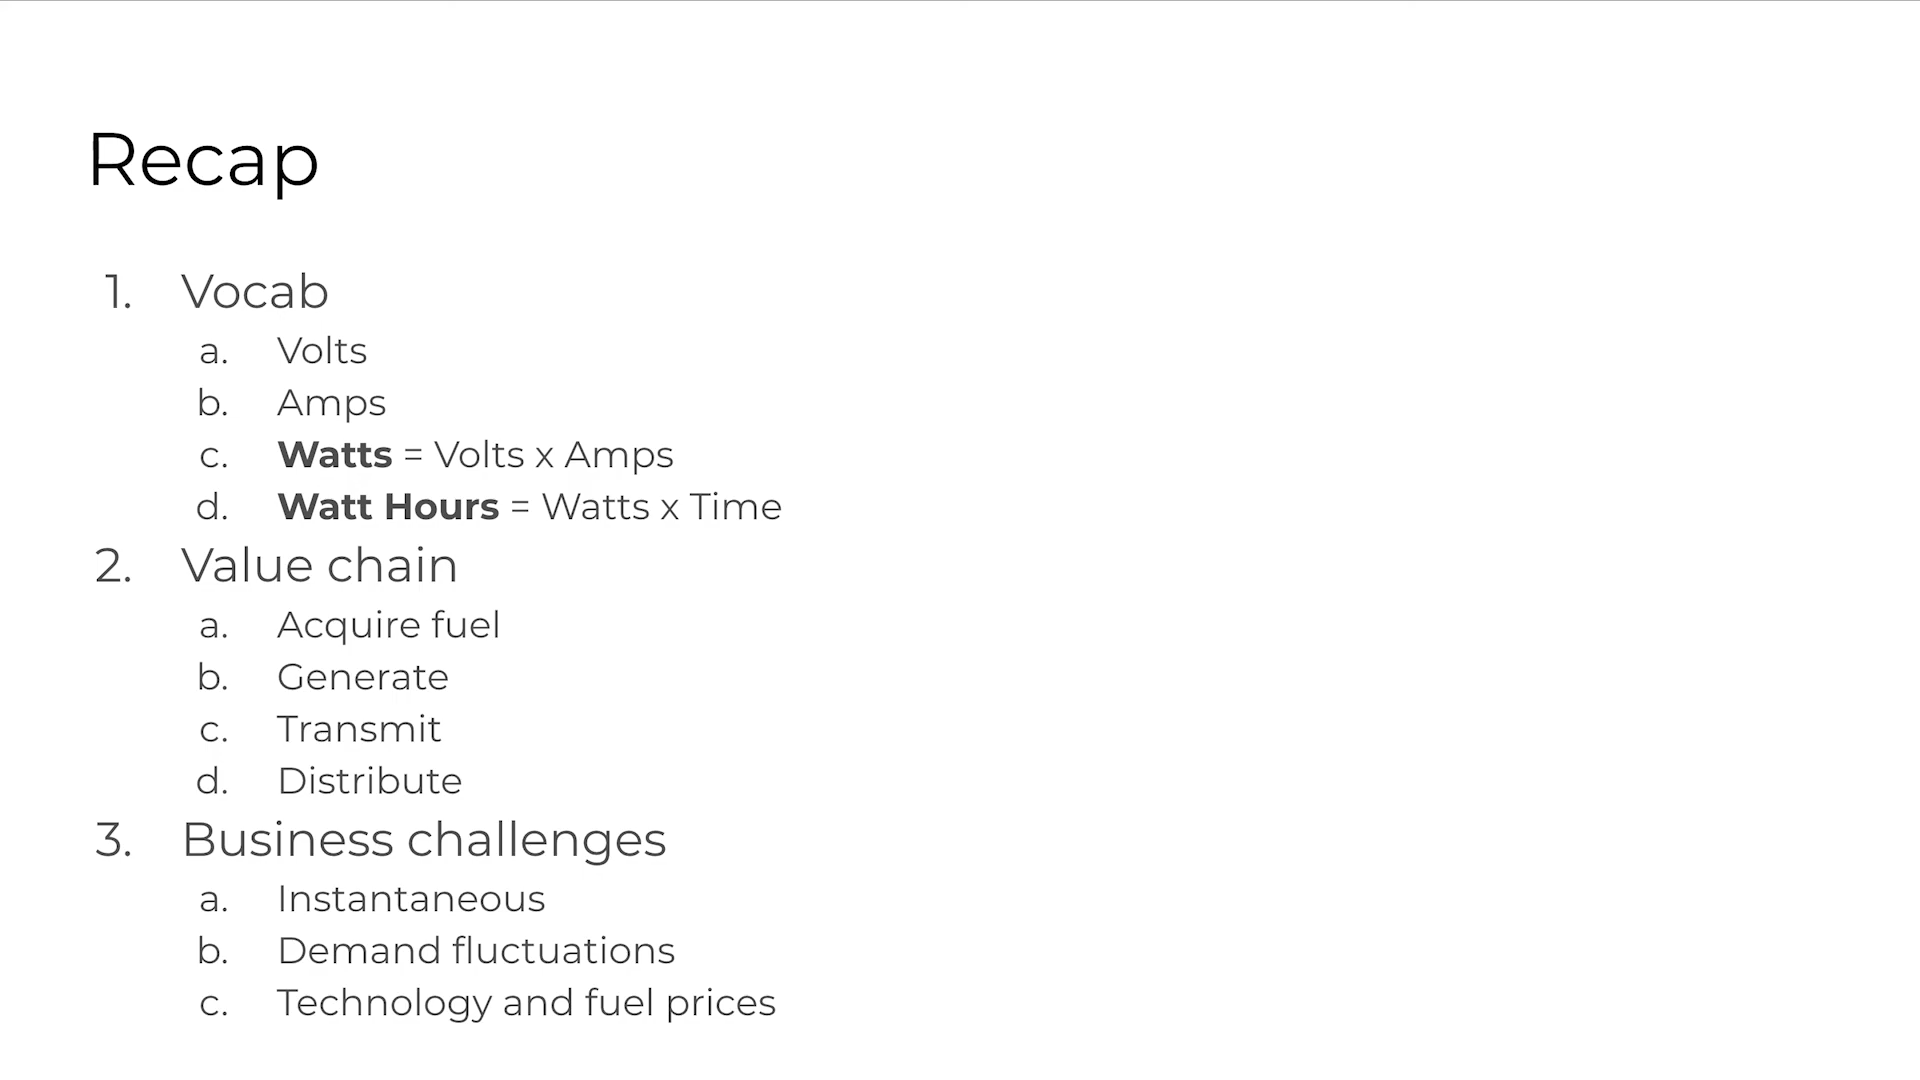 Recap
1. Vocab
a. Volts
b. Amps
c. Watts = Volts x Amps
d. Watt Hours = Watts x Time
2. Value chain
a. Acquire fuel
b. Generate
c. Transmit
d. Distribute
3. Business challenges
a. Instantaneous
b. Demand fluctuations
c. Technology and fuel prices